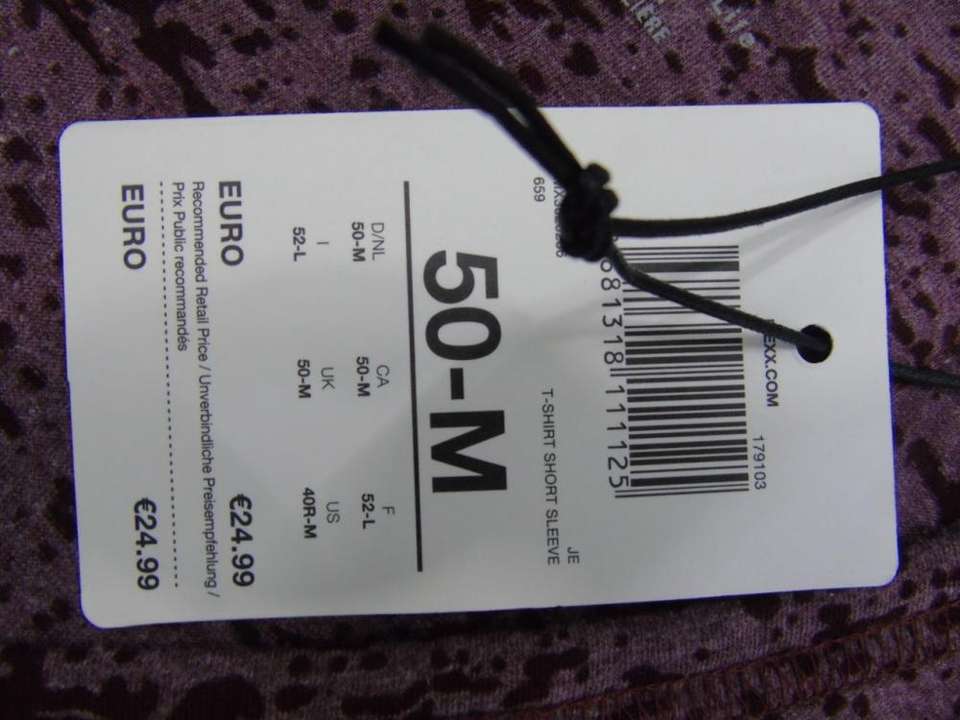 EXX.COM
179103
681318 111125
JE
T-SHIRT SHORT SLEEVE
659
50-M
D/NL CA F
50-M 50-M 52-L
I UK US
52-L 50-M 40R-M
EURO €24.99
Recommended Retail Price / Unverbindliche Preisempfehlung /
Prix Public recommandés
EURO €24.99